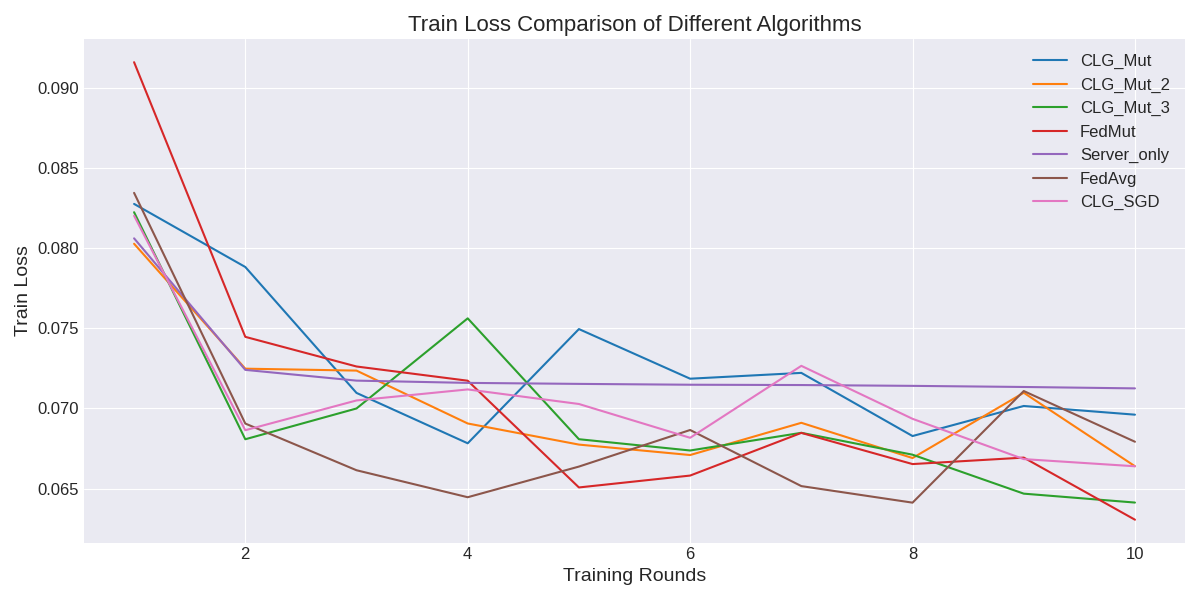 Train Loss Comparison of Different Algorithms
CLG_Mut
CLG_Mut_2
CLG_Mut_3
FedMut
Server_only
FedAvg
CLG_SGD
0.090
0.085
0.080
0.075
0.070
0.065
Train Loss
2 4 6 8 10
Training Rounds